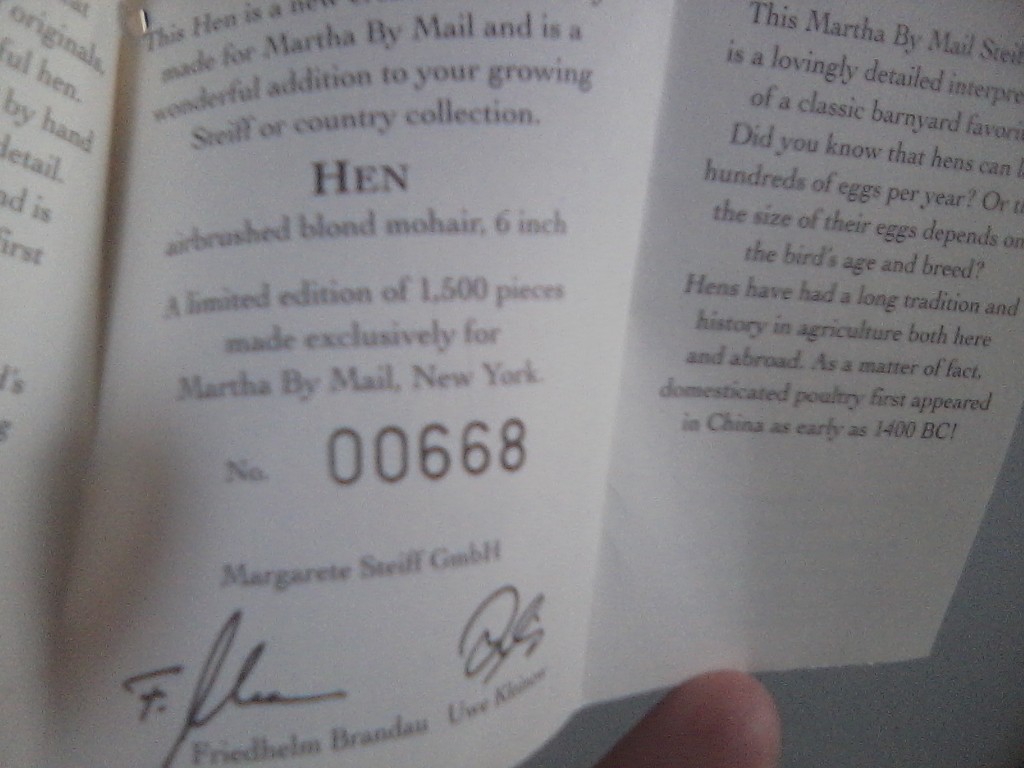 originals.
ful hen.
by hand
detail.
nd is
first
This Hen is a new
made for Martha By Mail and is a
wonderful addition to your growing
Steiff or country collection.
HEN
airbrushed blond mohair, 6 inch
A limited edition of 1,500 pieces
made exclusively for
Martha By Mail, New York.
No. 00668
Margarete Steiff GmbH
Friedhelm Brandau Uwe
This Martha By Mail Steif
is a lovingly detailed interpre
of a classic barnyard favori
Did you know that hens can l
hundreds of eggs per year? Or th
the size of their eggs depends on
the bird's age and breed?
Hens have had a long tradition and
history in agriculture both here
and abroad. As a matter of fact,
domesticated poultry first appeared
in China as early as 1400 BC!